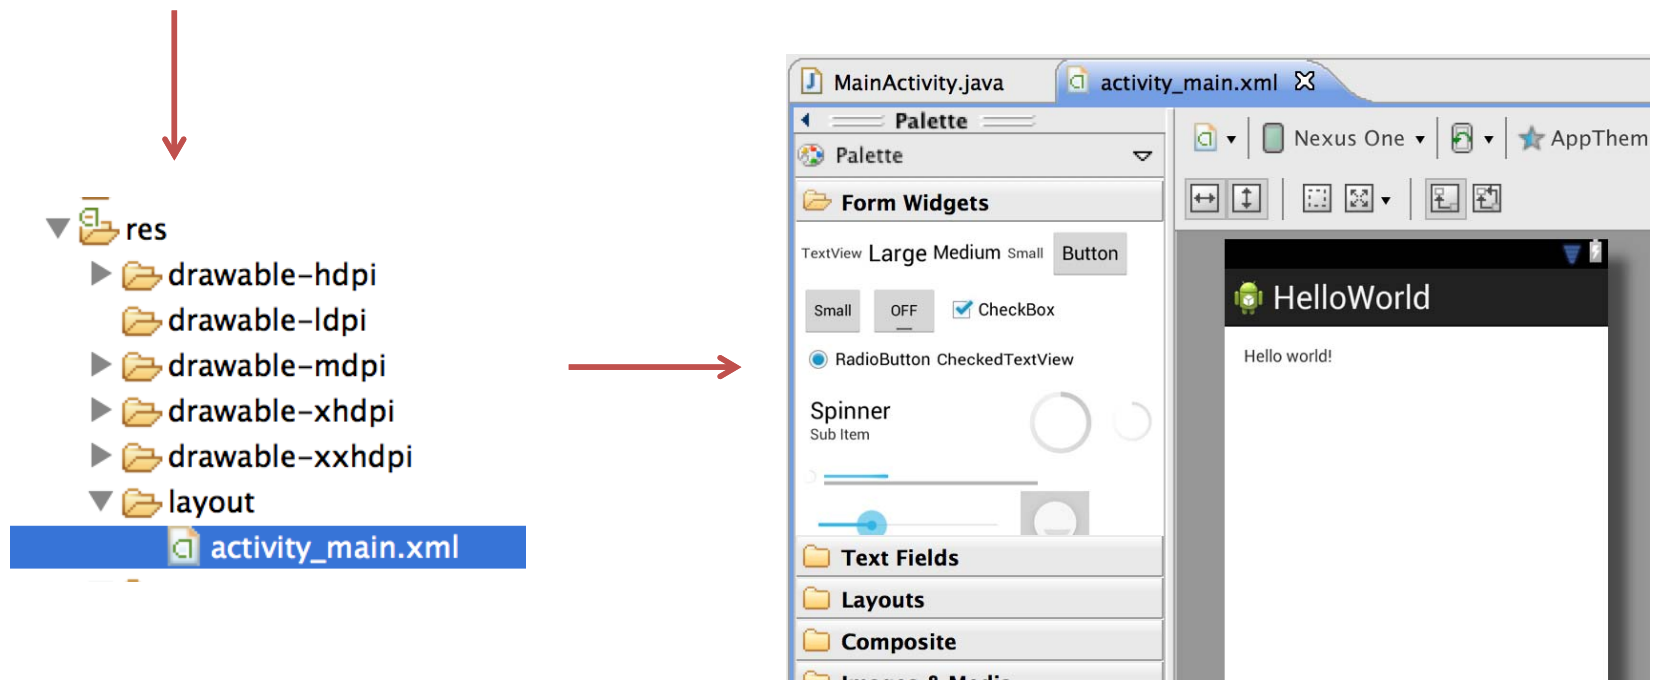 res
drawable-hdpi
drawable-ldpi
drawable-mdpi
drawable-xhdpi
drawable-xxhdpi
layout
activity_main.xml
MainActivity.java
activity_main.xml
Palette
Palette
Form Widgets
TextView Large Medium Small Button
Small OFF CheckBox
RadioButton CheckedTextView
Spinner
Sub Item
Text Fields
Layouts
Composite
Images & Media
Nexus One
AppThem
HelloWorld
Hello world!